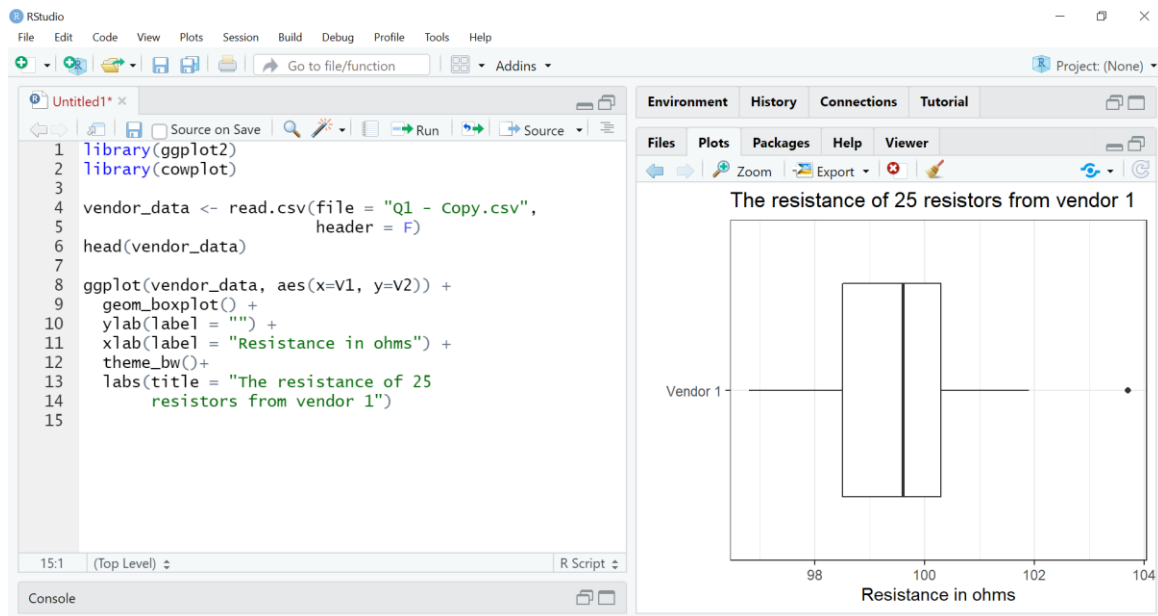 RStudio
File Edit Code View Plots Session Build Debug Profile Tools Help
Go to file/function Addins Project: (None)
Untitled1*
Source on Save Run Source
1 library(ggplot2)
2 library(cowplot)
3
4 vendor_data <- read.csv(file = "Q1 - Copy.csv",
5                         header = F)
6 head(vendor_data)
7
8 ggplot(vendor_data, aes(x=V1, y=V2)) +
9   geom_boxplot() +
10   ylab(label = "") +
11   xlab(label = "Resistance in ohms") +
12   theme_bw()+
13   labs(title = "The resistance of 25
14        resistors from vendor 1")
15
15:1 (Top Level) R Script
Console
Environment History Connections Tutorial
Files Plots Packages Help Viewer
Zoom Export
The resistance of 25 resistors from vendor 1
Vendor 1
98 100 102 104
Resistance in ohms